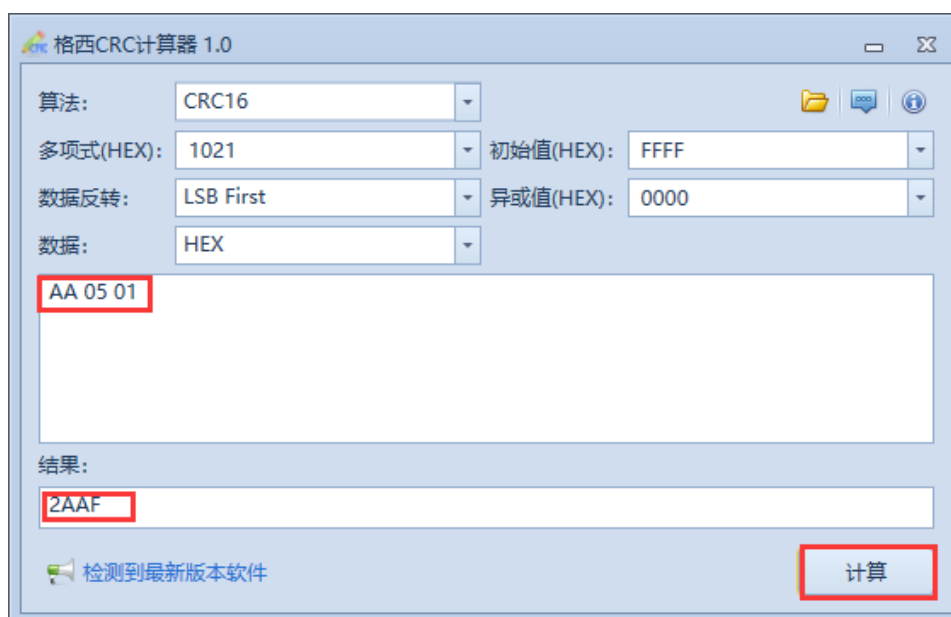 格西CRC计算器 1.0
算法: CRC16
多项式(HEX): 1021 初始值(HEX): FFFF
数据反转: LSB First 异或值(HEX): 0000
数据: HEX
AA 05 01
结果:
2AAF
检测到最新版本软件 计算